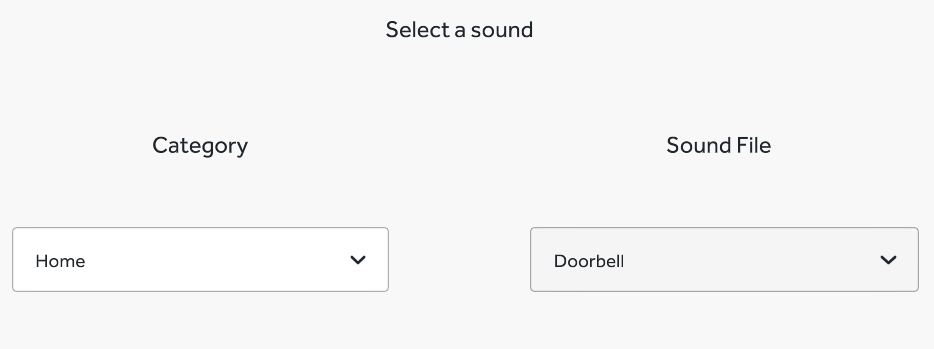 Select a sound
Category
Sound File
Home
Doorbell